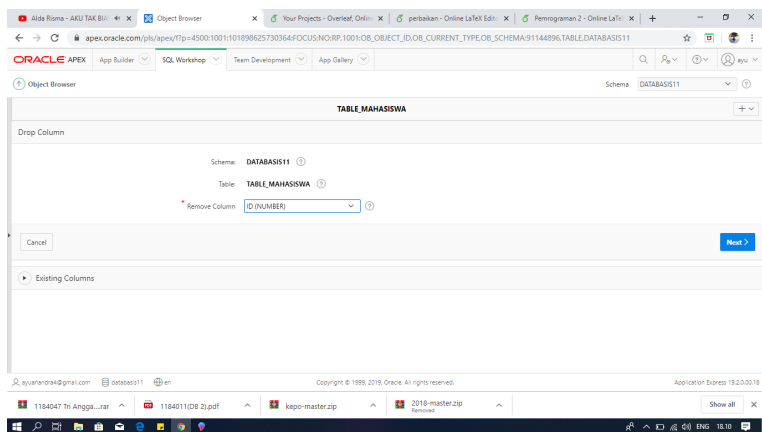 Alda Risma - AKU TAK BIA
Object Browser
Your Projects - Overleaf, Onlin
perbaikan - Online LaTeX Edito
Pemrograman 2 - Online LaTe
apex.oracle.com/pls/apex/f?p=4500:1001:101898625730364:FOCUS:NO:RP,1001:OB_OBJECT_ID,OB_CURRENT_TYPE,OB_SCHEMA:91144896,TABLE,DATABASIS11
ORACLE APEX App Builder SQL Workshop Team Development App Gallery ayu
Object Browser Schema DATABASIS11
TABLE_MAHASISWA
Drop Column
Schema: DATABASIS11
Table: TABLE_MAHASISWA
* Remove Column ID (NUMBER)
Cancel Next >
Existing Columns
ayuanandra4@gmail.com databasis11 en Copyright © 1999, 2019, Oracle. All rights reserved. Application Express 19.2.0.00.18
1184047 Tri Angga....rar 1184011(DB 2).pdf kepo-master.zip 2018-master.zip Show all
Removed
ENG 18.10